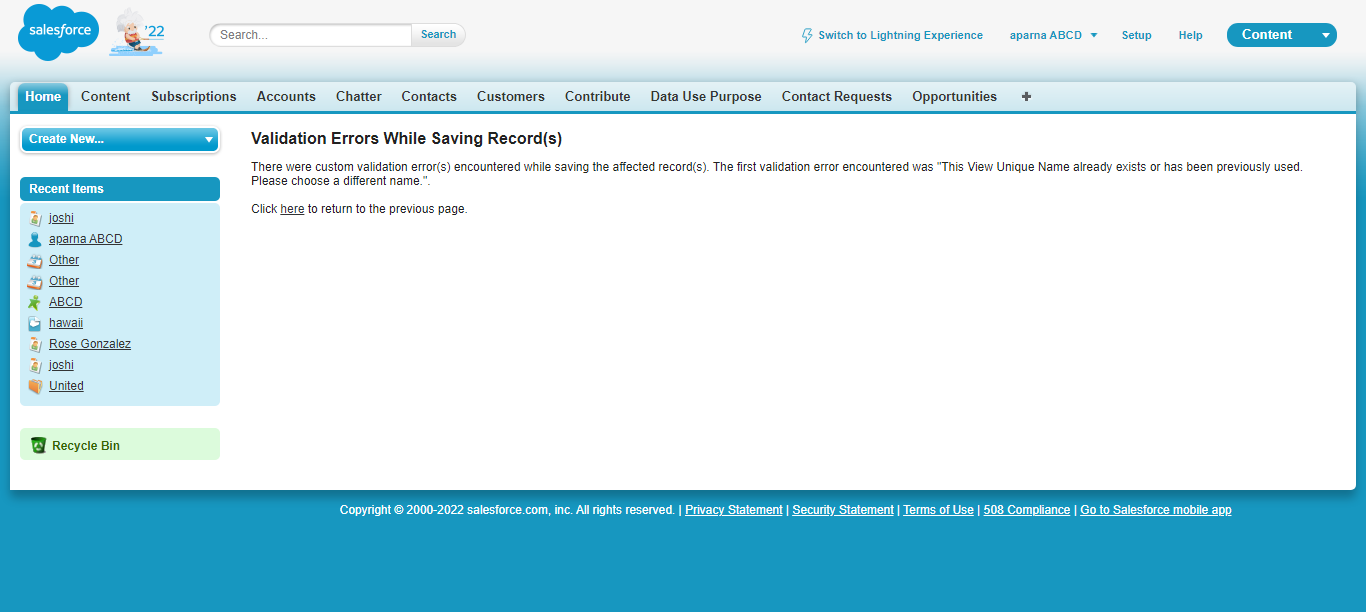 salesforce
'22
Search...
Search
Switch to Lightning Experience
aparna ABCD
Setup
Help
Content
Home
Content
Subscriptions
Accounts
Chatter
Contacts
Customers
Contribute
Data Use Purpose
Contact Requests
Opportunities
+
Create New...
Recent Items
joshi
aparna ABCD
Other
Other
ABCD
hawaii
Rose Gonzalez
joshi
United
Recycle Bin
Validation Errors While Saving Record(s)
There were custom validation error(s) encountered while saving the affected record(s). The first validation error encountered was "This View Unique Name already exists or has been previously used.
Please choose a different name.".
Click here to return to the previous page.
Copyright © 2000-2022 salesforce.com, inc. All rights reserved. | Privacy Statement | Security Statement | Terms of Use | 508 Compliance | Go to Salesforce mobile app